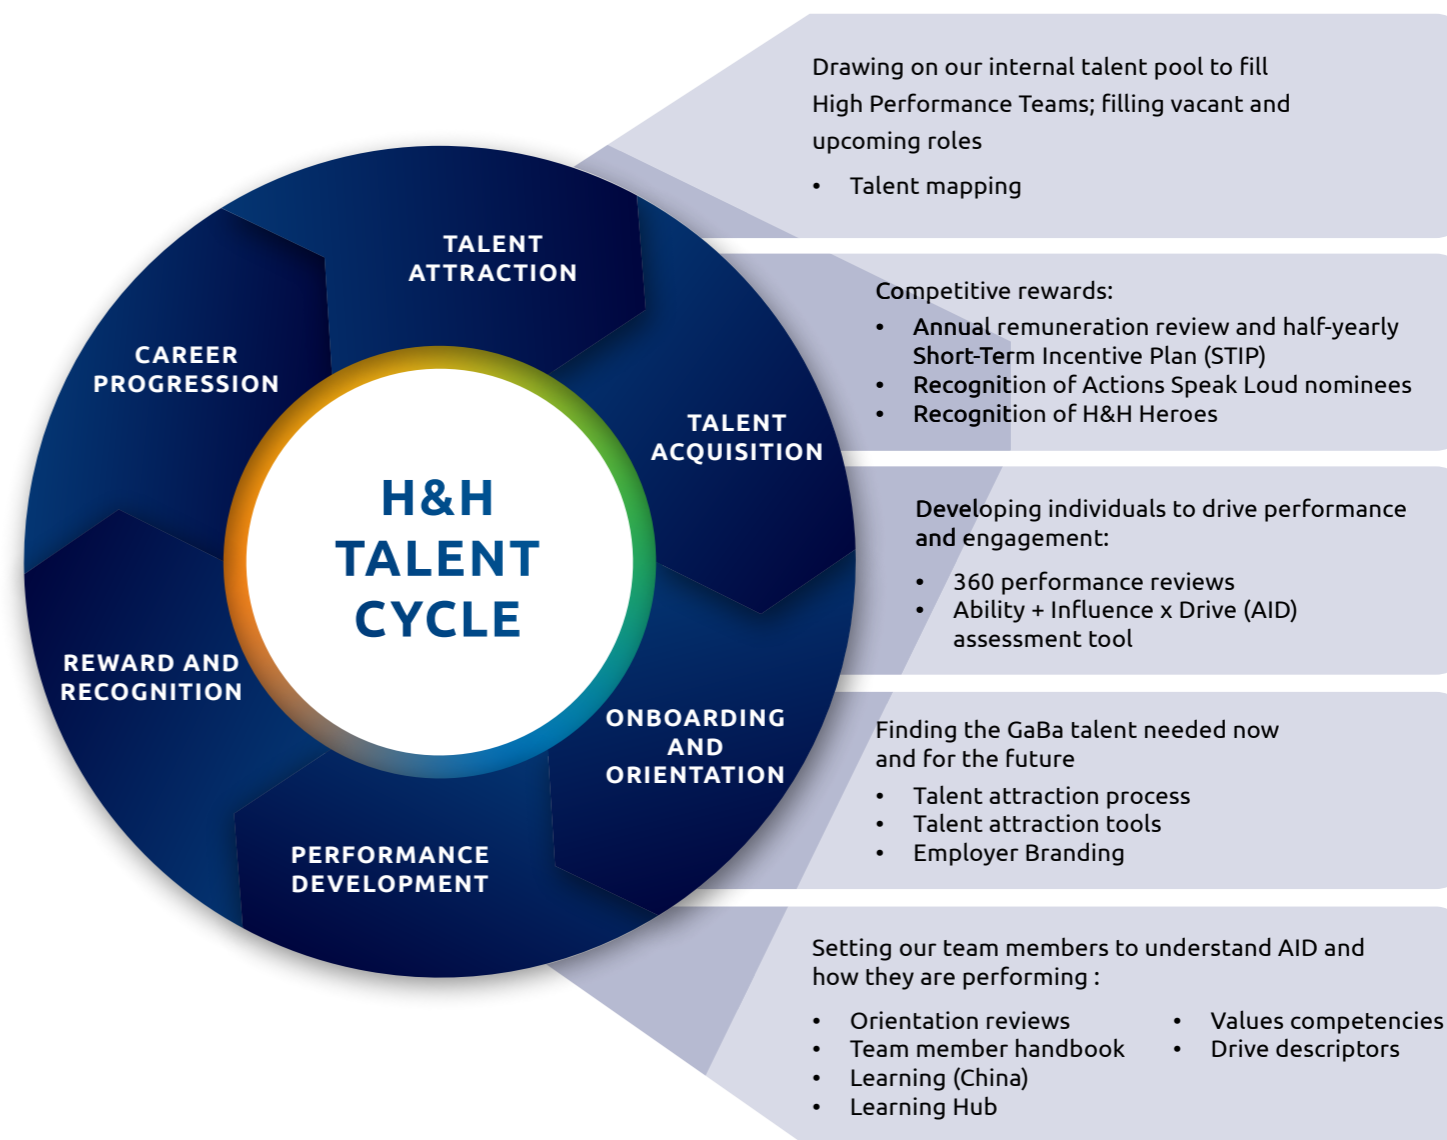 TALENT
ATTRACTION
TALENT
ACQUISITION
ONBOARDING
AND
ORIENTATION
PERFORMANCE
DEVELOPMENT
REWARD AND
RECOGNITION
CAREER
PROGRESSION
H&H
TALENT
CYCLE
Drawing on our internal talent pool to fill
High Performance Teams; filling vacant and
upcoming roles
• Talent mapping
Competitive rewards:
• Annual remuneration review and half-yearly
Short-Term Incentive Plan (STIP)
• Recognition of Actions Speak Loud nominees
• Recognition of H&H Heroes
Developing individuals to drive performance
and engagement:
• 360 performance reviews
• Ability + Influence x Drive (AID)
assessment tool
Finding the GaBa talent needed now
and for the future
• Talent attraction process
• Talent attraction tools
• Employer Branding
Setting our team members to understand AID and
how they are performing :
• Orientation reviews
• Team member handbook
• Learning (China)
• Learning Hub
• Values competencies
• Drive descriptors